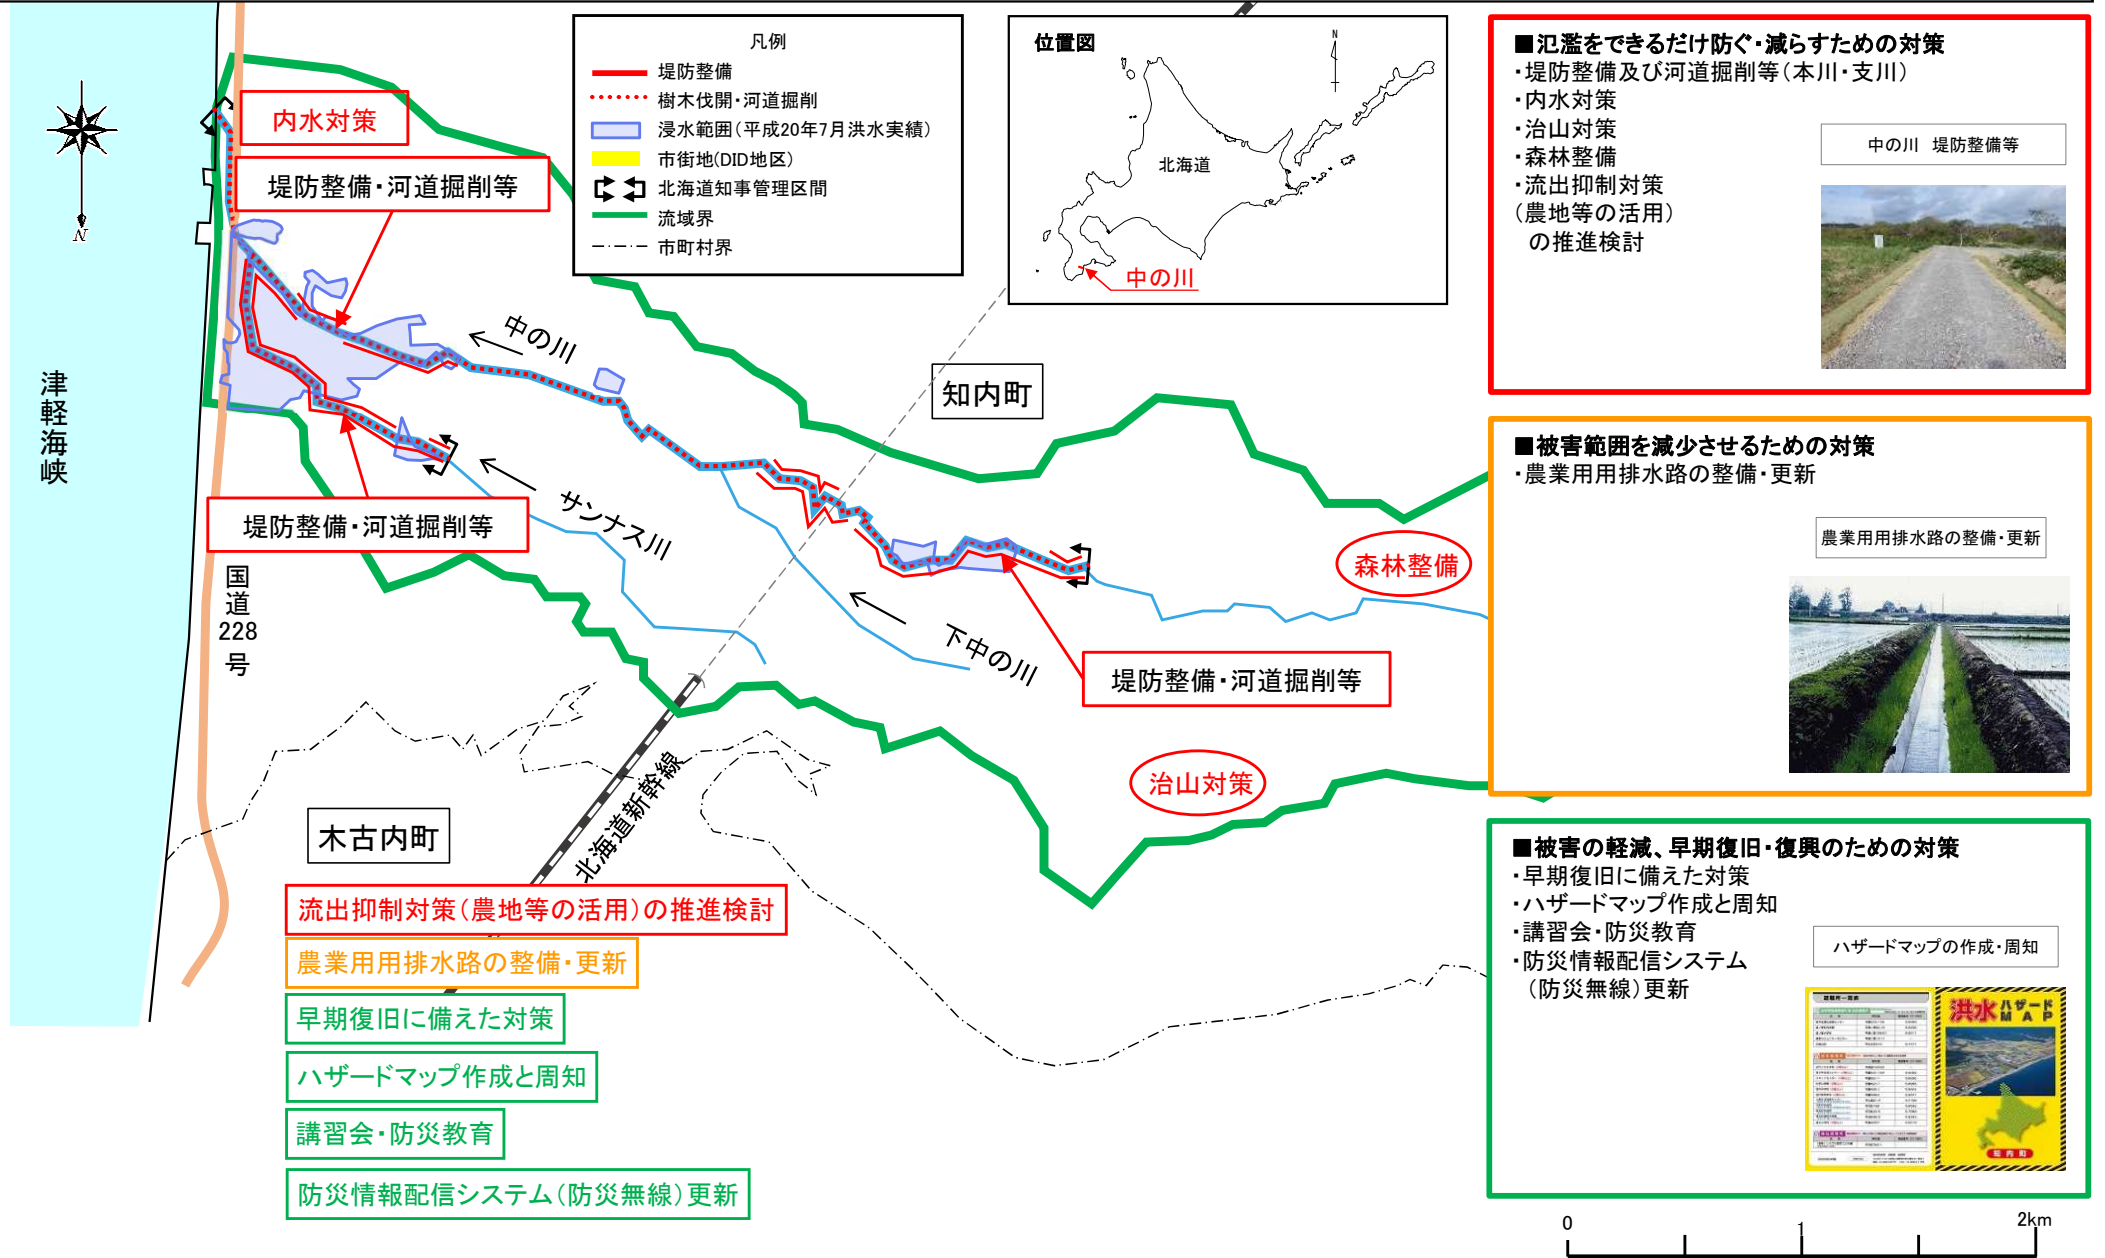 凡例
堤防整備
樹木伐開・河道掘削
浸水範囲(平成20年7月洪水実績)
市街地(DID地区)
北海道知事管理区間
流域界
市町村界
位置図
N
北海道
中の川
内水対策
堤防整備・河道掘削等
N
中の川
知内町
津軽海峡
サンナス川
堤防整備・河道掘削等
国道
228
号
下中の川
森林整備
堤防整備・河道掘削等
治山対策
北海道新幹線
木古内町
流出抑制対策(農地等の活用)の推進検討
農業用用排水路の整備・更新
早期復旧に備えた対策
ハザードマップ作成と周知
講習会・防災教育
防災情報配信システム(防災無線)更新
■氾濫をできるだけ防ぐ・減らすための対策
・堤防整備及び河道掘削等(本川・支川)
・内水対策
・治山対策
・森林整備
・流出抑制対策
(農地等の活用)
の推進検討
中の川 堤防整備等
■被害範囲を減少させるための対策
・農業用用排水路の整備・更新
農業用用排水路の整備・更新
■被害の軽減、早期復旧・復興のための対策
・早期復旧に備えた対策
・ハザードマップ作成と周知
・講習会・防災教育
・防災情報配信システム
(防災無線)更新
ハザードマップの作成・周知
洪水ハザード
MAP
知内町
0
1
2km